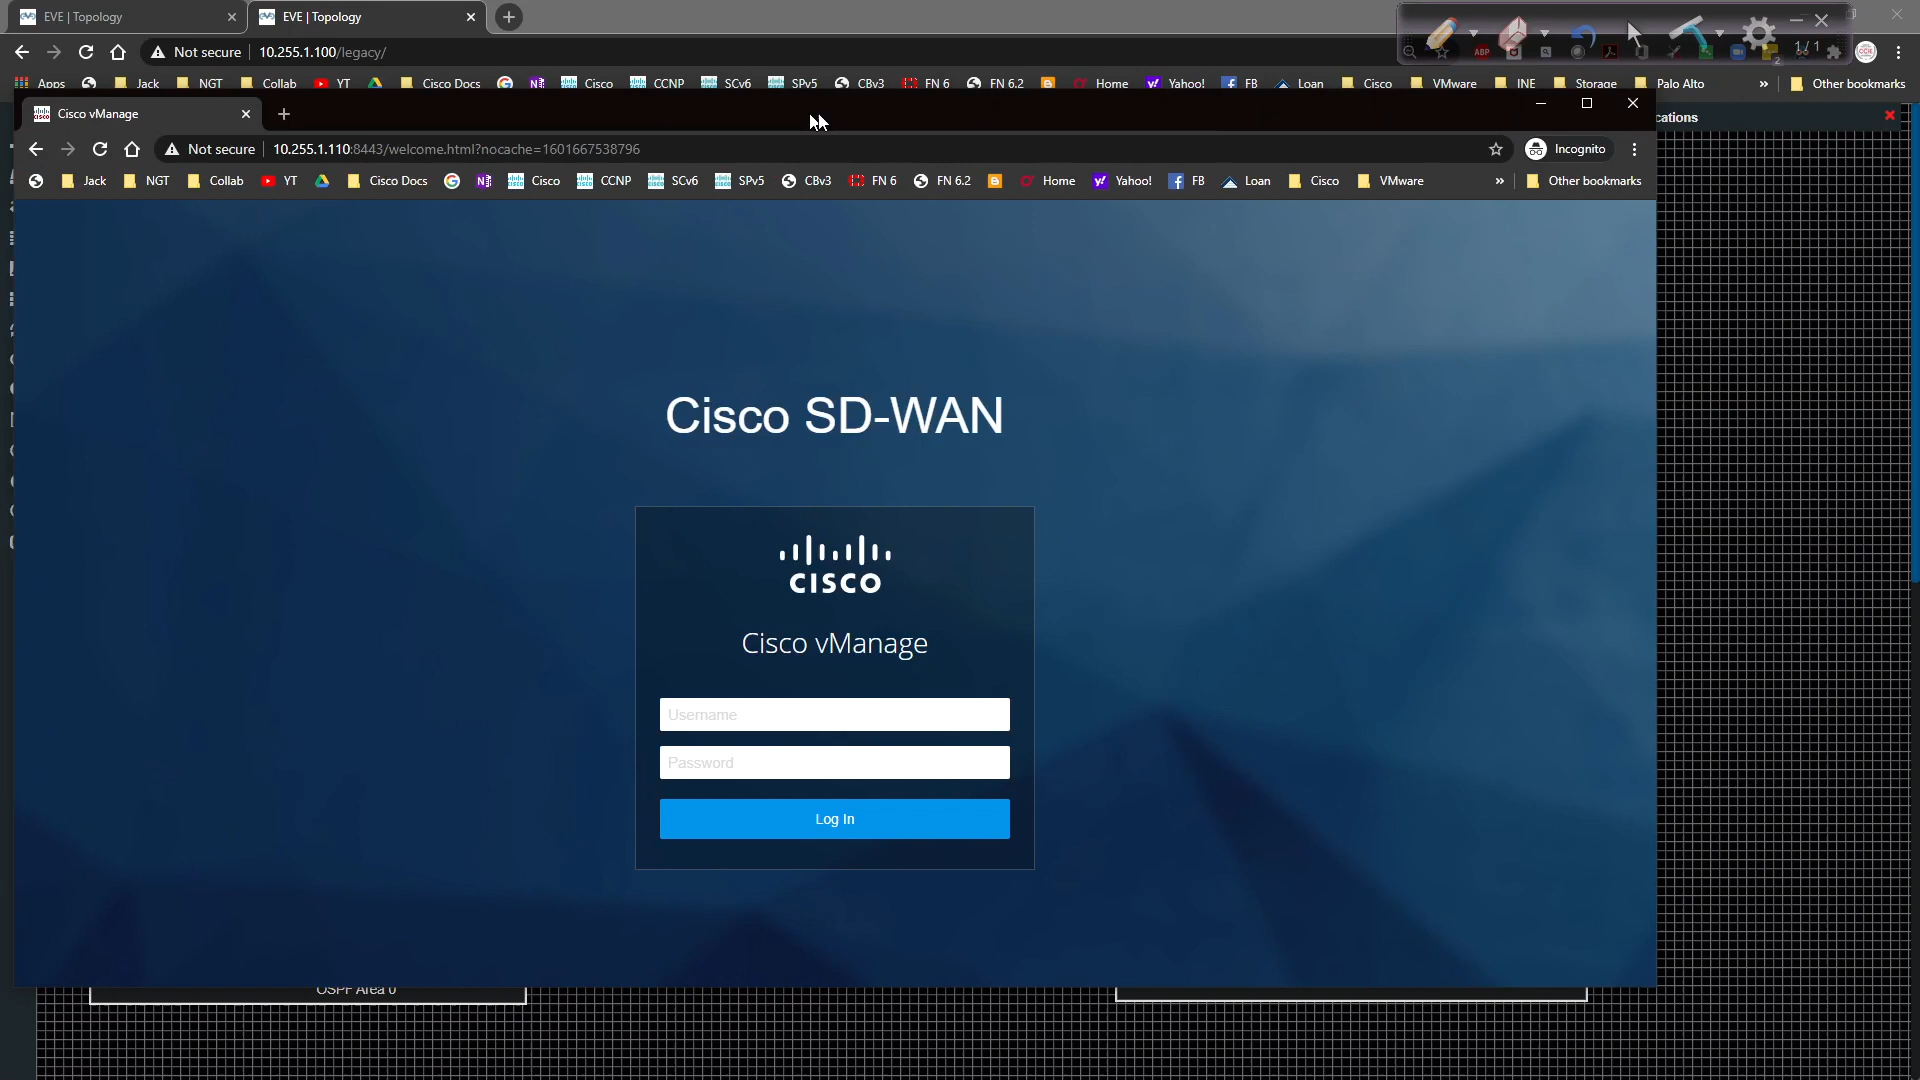 EVE | Topology
EVE | Topology
Not secure 10.255.1.100/legacy/
1 / 1
Apps Jack NGT Collab YT Cisco Docs Cisco CCNP SCv6 SPv5 CBv3 FN 6 FN 6.2 Home Yahoo! FB Loan Cisco VMware INE Storage Palo Alto » Other bookmarks
Cisco vManage
cations
Not secure 10.255.1.110:8443/welcome.html?nocache=1601667538796 Incognito
Jack NGT Collab YT Cisco Docs Cisco CCNP SCv6 SPv5 CBv3 FN 6 FN 6.2 Home Yahoo! FB Loan Cisco VMware » Other bookmarks
Cisco SD-WAN
CISCO
Cisco vManage
Username
Password
Log In
OSPF Area 0